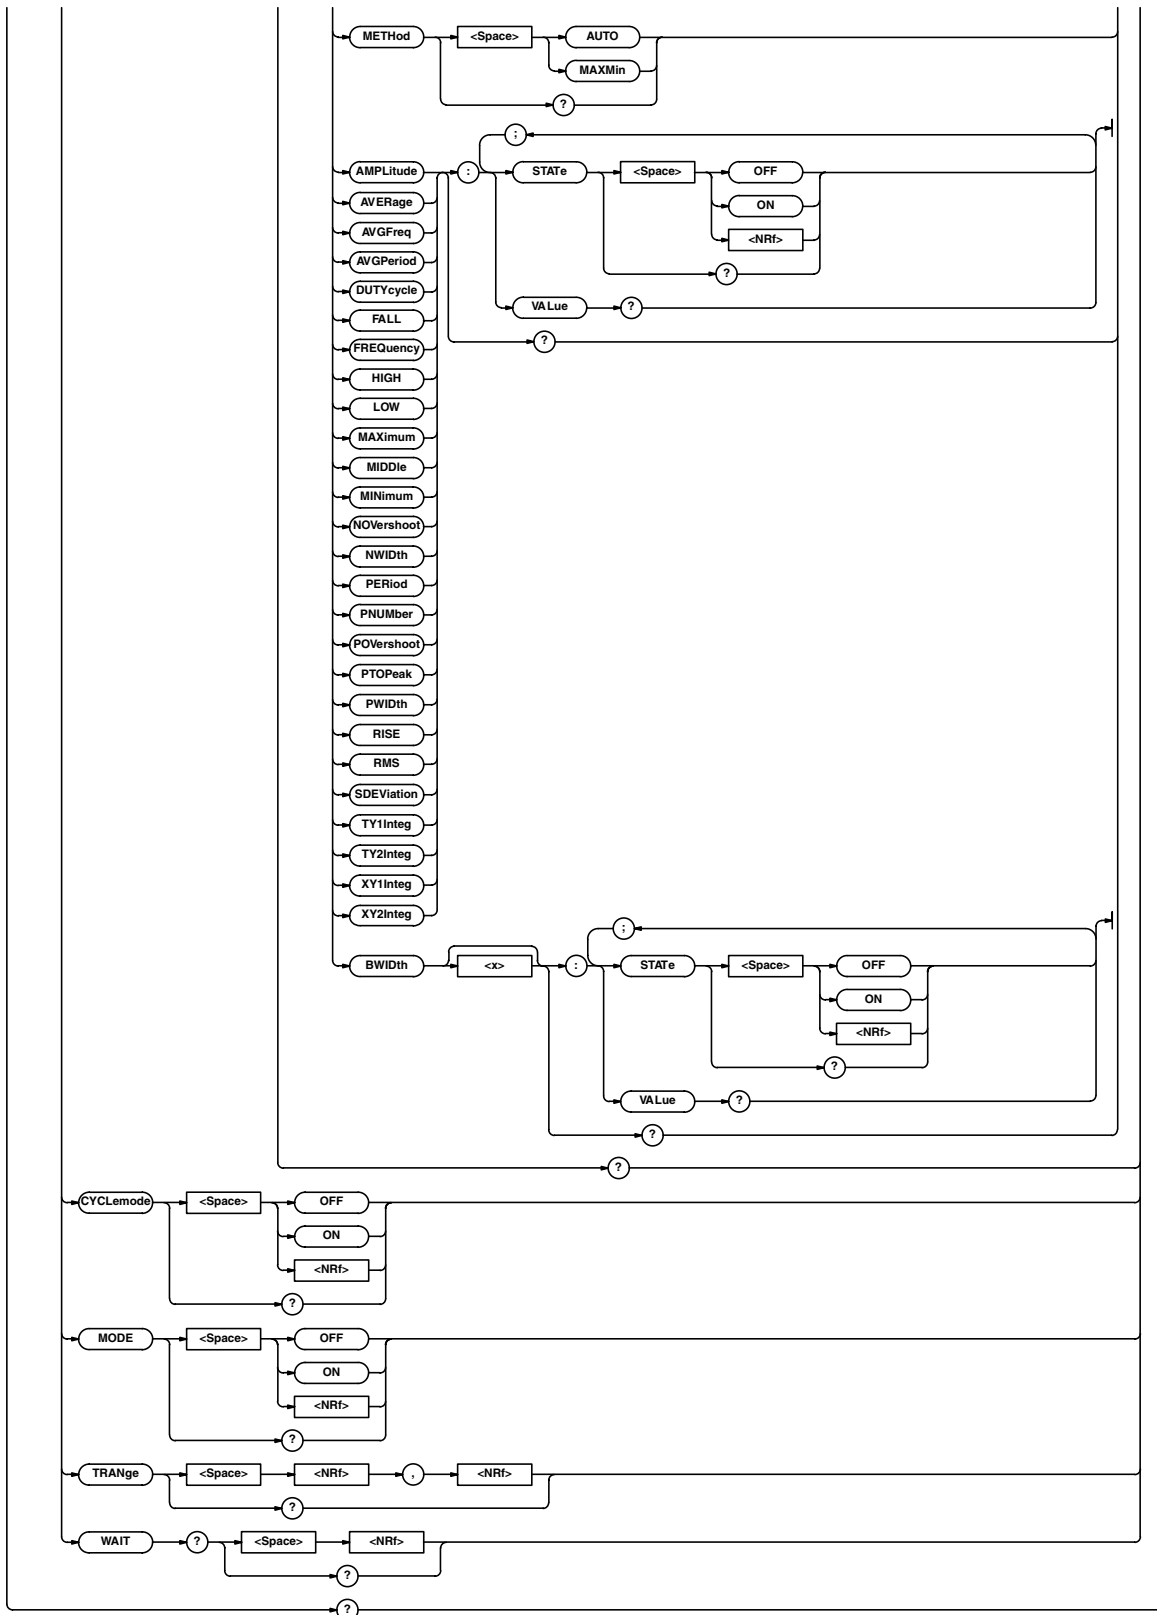 METHod <Space> AUTO
MAXMin
?
;
AMPLitude : STATe <Space> OFF
AVERage ON
AVGFreq <NRf>
AVGPeriod ?
DUTYcycle VALue ?
FALL
FREQuency ?
HIGH
LOW
MAXimum
MIDDle
MINimum
NOVershoot
NWIDth
PERiod
PNUMber
POVershoot
PTOPeak
PWIDth
RISE
RMS
SDEViation
TY1Integ
TY2Integ
XY1Integ
XY2Integ
;
BWIDth <x> : STATe <Space> OFF
ON
<NRf>
?
VALue ?
?
?
CYCLemode <Space> OFF
ON
<NRf>
?
MODE <Space> OFF
ON
<NRf>
?
TRANge <Space> <NRf> , <NRf>
?
WAIT ? <Space> <NRf>
?
?